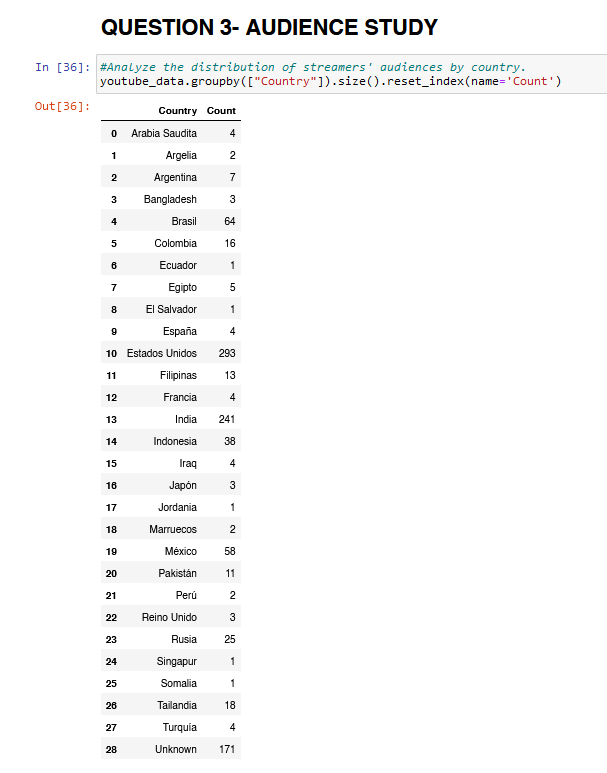 QUESTION 3- AUDIENCE STUDY
In [36]: #Analyze the distribution of streamers' audiences by country.
youtube_data.groupby(["Country"]).size().reset_index(name='Count')
Out[36]:
Country Count
0 Arabia Saudita 4
1 Argelia 2
2 Argentina 7
3 Bangladesh 3
4 Brasil 64
5 Colombia 16
6 Ecuador 1
7 Egipto 5
8 El Salvador 1
9 España 4
10 Estados Unidos 293
11 Filipinas 13
12 Francia 4
13 India 241
14 Indonesia 38
15 Iraq 4
16 Japón 3
17 Jordania 1
18 Marruecos 2
19 México 58
20 Pakistán 11
21 Perú 2
22 Reino Unido 3
23 Rusia 25
24 Singapur 1
25 Somalia 1
26 Tailandia 18
27 Turquía 4
28 Unknown 171